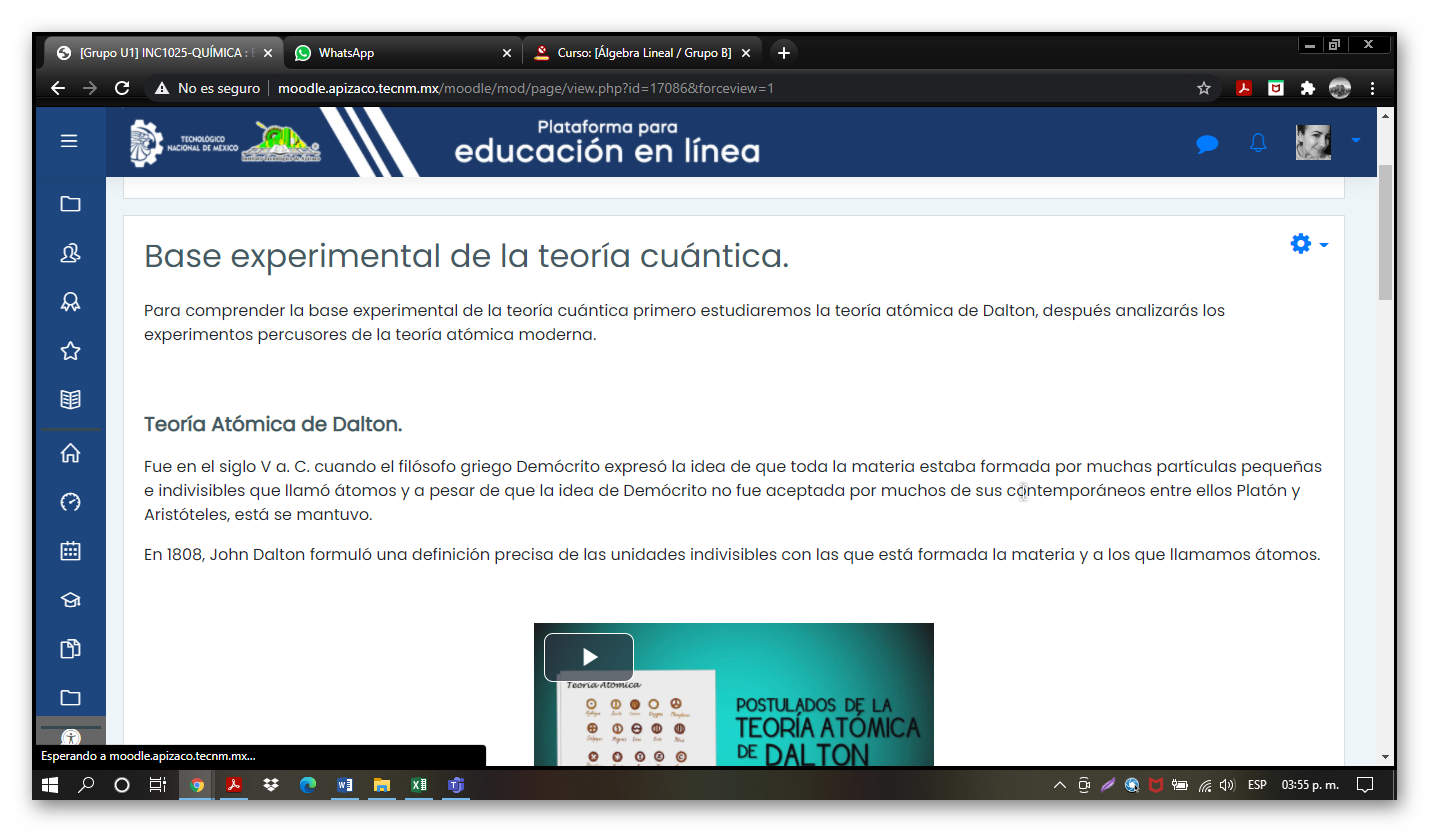 [Grupo U1] INC1025-QUÍMICA :
WhatsApp
Curso: [Álgebra Lineal / Grupo B]
No es seguro
moodle.apizaco.tecnm.mx/moodle/mod/page/view.php?id=17086&forceview=1
TECNOLÓGICO
NACIONAL DE MÉXICO
Plataforma para
educación en línea
Base experimental de la teoría cuántica.
Para comprender la base experimental de la teoría cuántica primero estudiaremos la teoría atómica de Dalton, después analizarás los
experimentos percusores de la teoría atómica moderna.
Teoría Atómica de Dalton.
Fue en el siglo V a. C. cuando el filósofo griego Demócrito expresó la idea de que toda la materia estaba formada por muchas partículas pequeñas
e indivisibles que llamó átomos y a pesar de que la idea de Demócrito no fue aceptada por muchos de sus contemporáneos entre ellos Platón y
Aristóteles, está se mantuvo.
En 1808, John Dalton formuló una definición precisa de las unidades indivisibles con las que está formada la materia y a los que llamamos átomos.
Teoría Atomica
POSTULADOS DE LA
TEORÍA ATÓMICA
DE DALTON
Esperando a moodle.apizaco.tecnm.mx...
ESP
03:55 p. m.